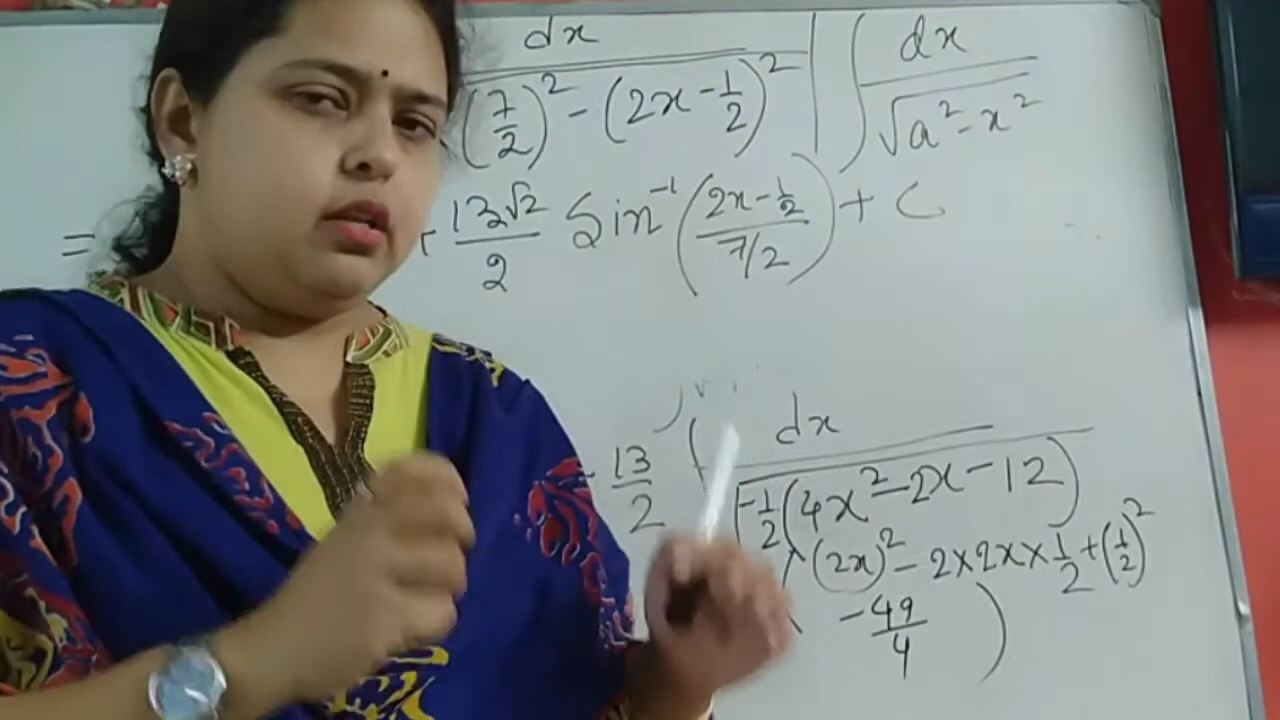 dx | ∫ dx
(7/2)² - (2x - 1/2)² √a² - x²
= + 13√2/2 Sin⁻¹ (2x - 1/2 / 7/2) + C
- 13/2 ∫ dx
√-1/2 (4x² - 2x - 12)
(2x)² - 2×2x×1/2 + (1/2)²
- 49/4 )